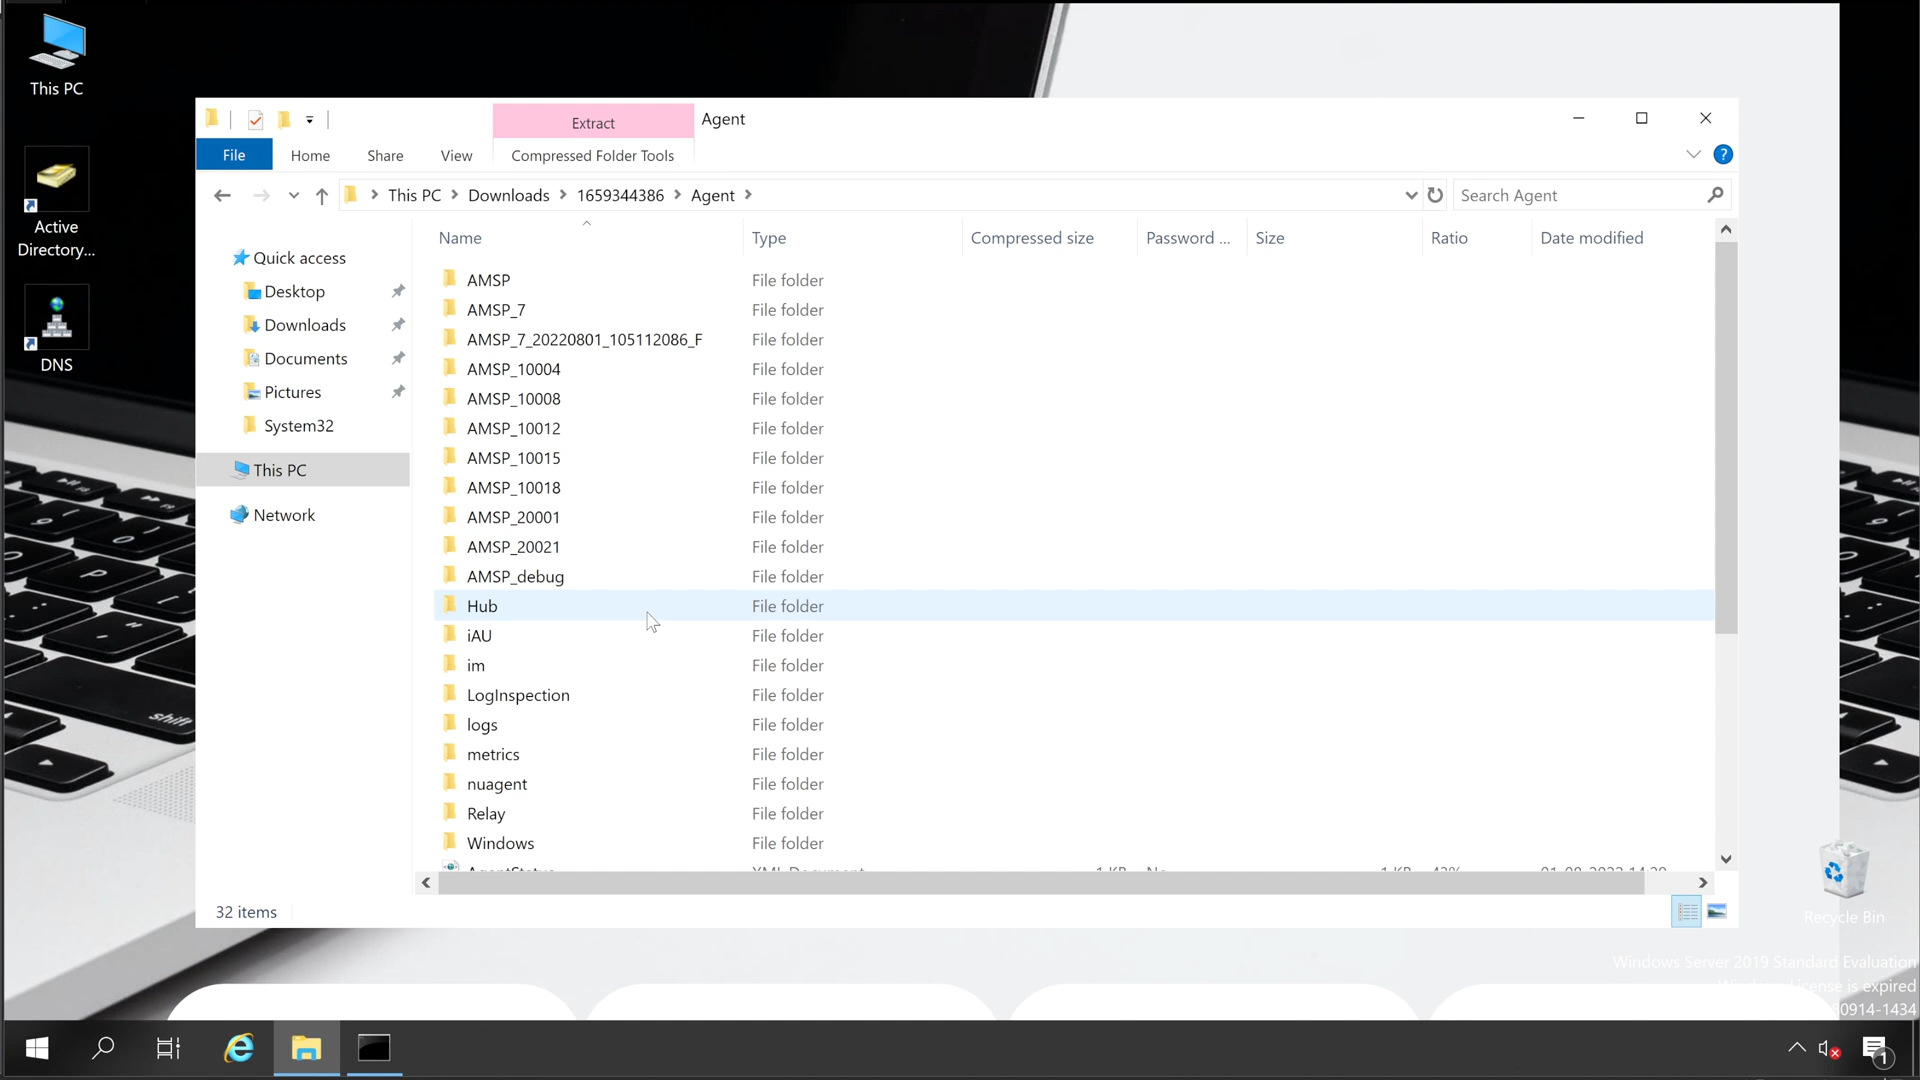 This PC
Active
Directory...
DNS
Extract
Agent
File
Home
Share
View
Compressed Folder Tools
This PC
Downloads
1659344386
Agent
Search Agent
Name
Type
Compressed size
Password ...
Size
Ratio
Date modified
Quick access
Desktop
Downloads
Documents
Pictures
System32
This PC
Network
AMSP File folder
AMSP_7 File folder
AMSP_7_20220801_105112086_F File folder
AMSP_10004 File folder
AMSP_10008 File folder
AMSP_10012 File folder
AMSP_10015 File folder
AMSP_10018 File folder
AMSP_20001 File folder
AMSP_20021 File folder
AMSP_debug File folder
Hub File folder
iAU File folder
im File folder
LogInspection File folder
logs File folder
metrics File folder
nuagent File folder
Relay File folder
Windows File folder
32 items
Recycle Bin
Windows Server 2019 Standard Evaluation
License is expired
0914-1434
shift
1